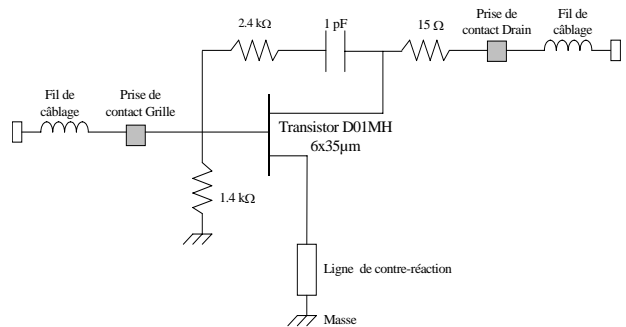 2.4 kΩ
1 pF
15 Ω
Prise de
contact Drain
Fil de
câblage
Fil de
câblage
Prise de
contact Grille
Transistor D01MH
6x35µm
1.4 kΩ
Ligne de contre-réaction
Masse